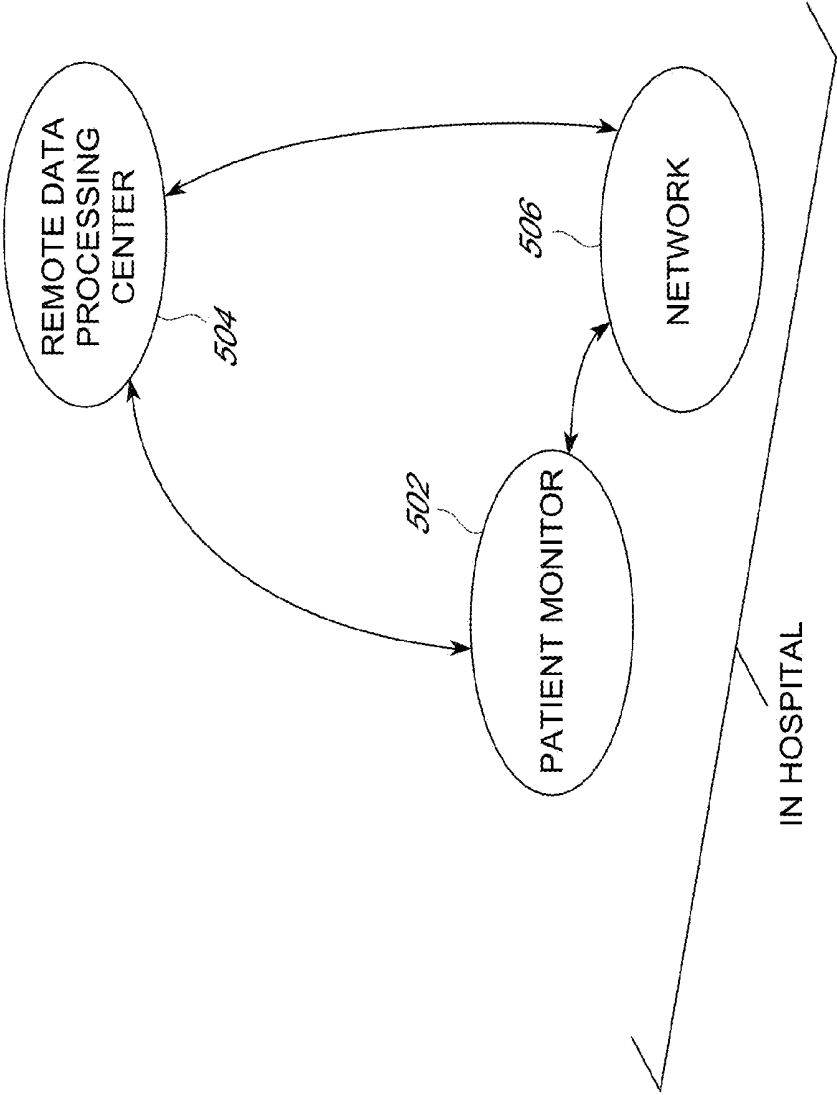 REMOTE DATA
PROCESSING
CENTER
504
502
506
PATIENT MONITOR
NETWORK
IN HOSPITAL